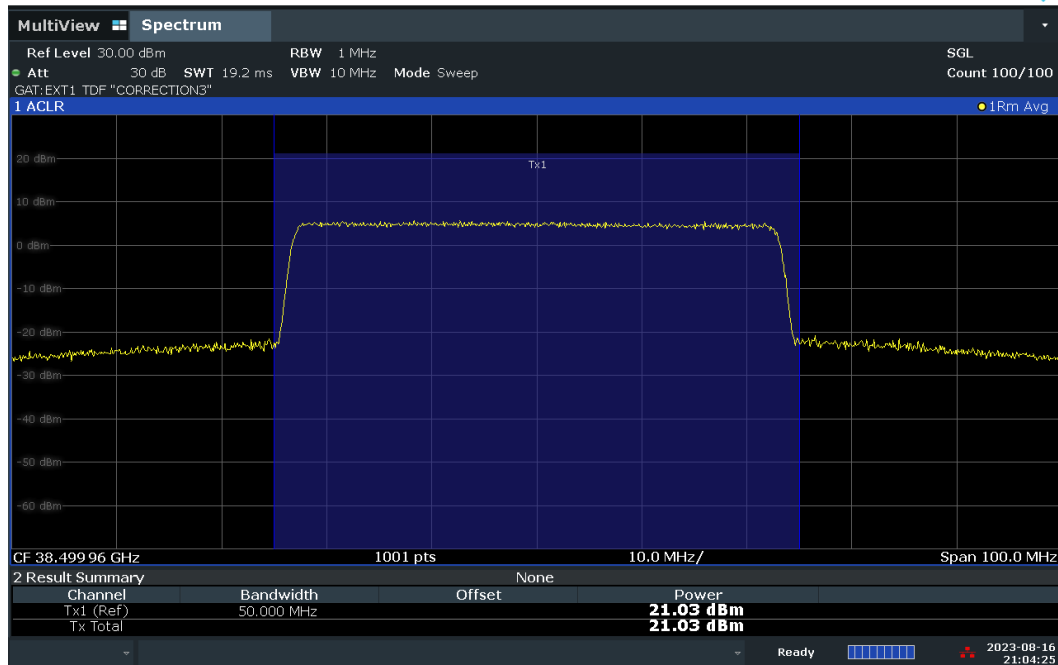 MultiView Spectrum
Ref Level 30.00 dBm RBW 1 MHz SGL
Att 30 dB SWT 19.2 ms VBW 10 MHz Mode Sweep Count 100/100
GAT:EXT1 TDF "CORRECTION3"
1 ACLR 1Rm Avg
Tx1
20 dBm
10 dBm
0 dBm
-10 dBm
-20 dBm
-30 dBm
-40 dBm
-50 dBm
-60 dBm
CF 38.499 96 GHz 1001 pts 10.0 MHz/ Span 100.0 MHz
2 Result Summary None
Channel Bandwidth Offset Power
Tx1 (Ref) 50.000 MHz 21.03 dBm
Tx Total 21.03 dBm
Ready 2023-08-16
21:04:25